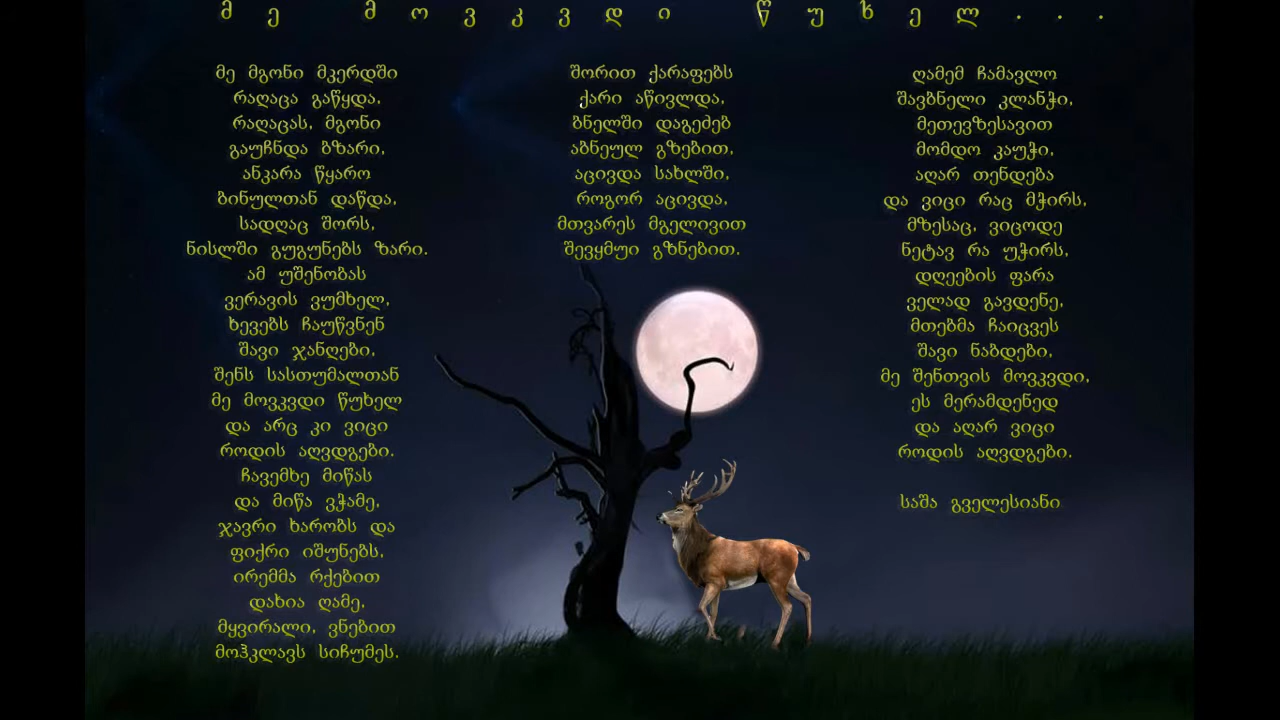 მე მოვკვდი წუხელ...
მე მგონი მკერდში
რაღაცა გაწყდა,
რაღაცას, მგონი
გაუჩნდა ბზარი,
ანკარა წყარო
ბინულთან დაწდა,
სადღაც შორს,
ნისლში გუგუნებს ზარი.
ამ უშენობას
ვერავის ვუმხელ,
ხევებს ჩაუწვნენ
შავი ჯანღები,
შენს სასთუმალთან
მე მოვკვდი წუხელ
და არც კი ვიცი
როდის აღვდგები.
ჩავემხე მიწას
და მიწა ვჭამე,
ჯავრი ხარობს და
ფიქრი იშუნებს,
ირემმა რქებით
დახია ღამე,
მყვირალი, ვნებით
მოჰკლავს სიჩუმეს.
შორით ქარაფებს
ქარი აწივლდა,
ბნელში დაგეძებ
აბნეულ გზებით,
აცივდა სახლში,
როგორ აცივდა,
მთვარეს მგელივით
შევყმუი გზნებით.
ღამემ ჩამავლო
შავბნელი კლანჭი,
მეთევზესავით
მომდო კაუჭი,
აღარ თენდება
და ვიცი რაც მჭირს,
მზესაც, ვიცოდე
ნეტავ რა უჭირს,
დღეების ფარა
ველად გავდენე,
მთებმა ჩაიცვეს
შავი ნაბდები,
მე შენთვის მოვკვდი,
ეს მერამდენედ
და აღარ ვიცი
როდის აღვდგები.
საშა გველესიანი